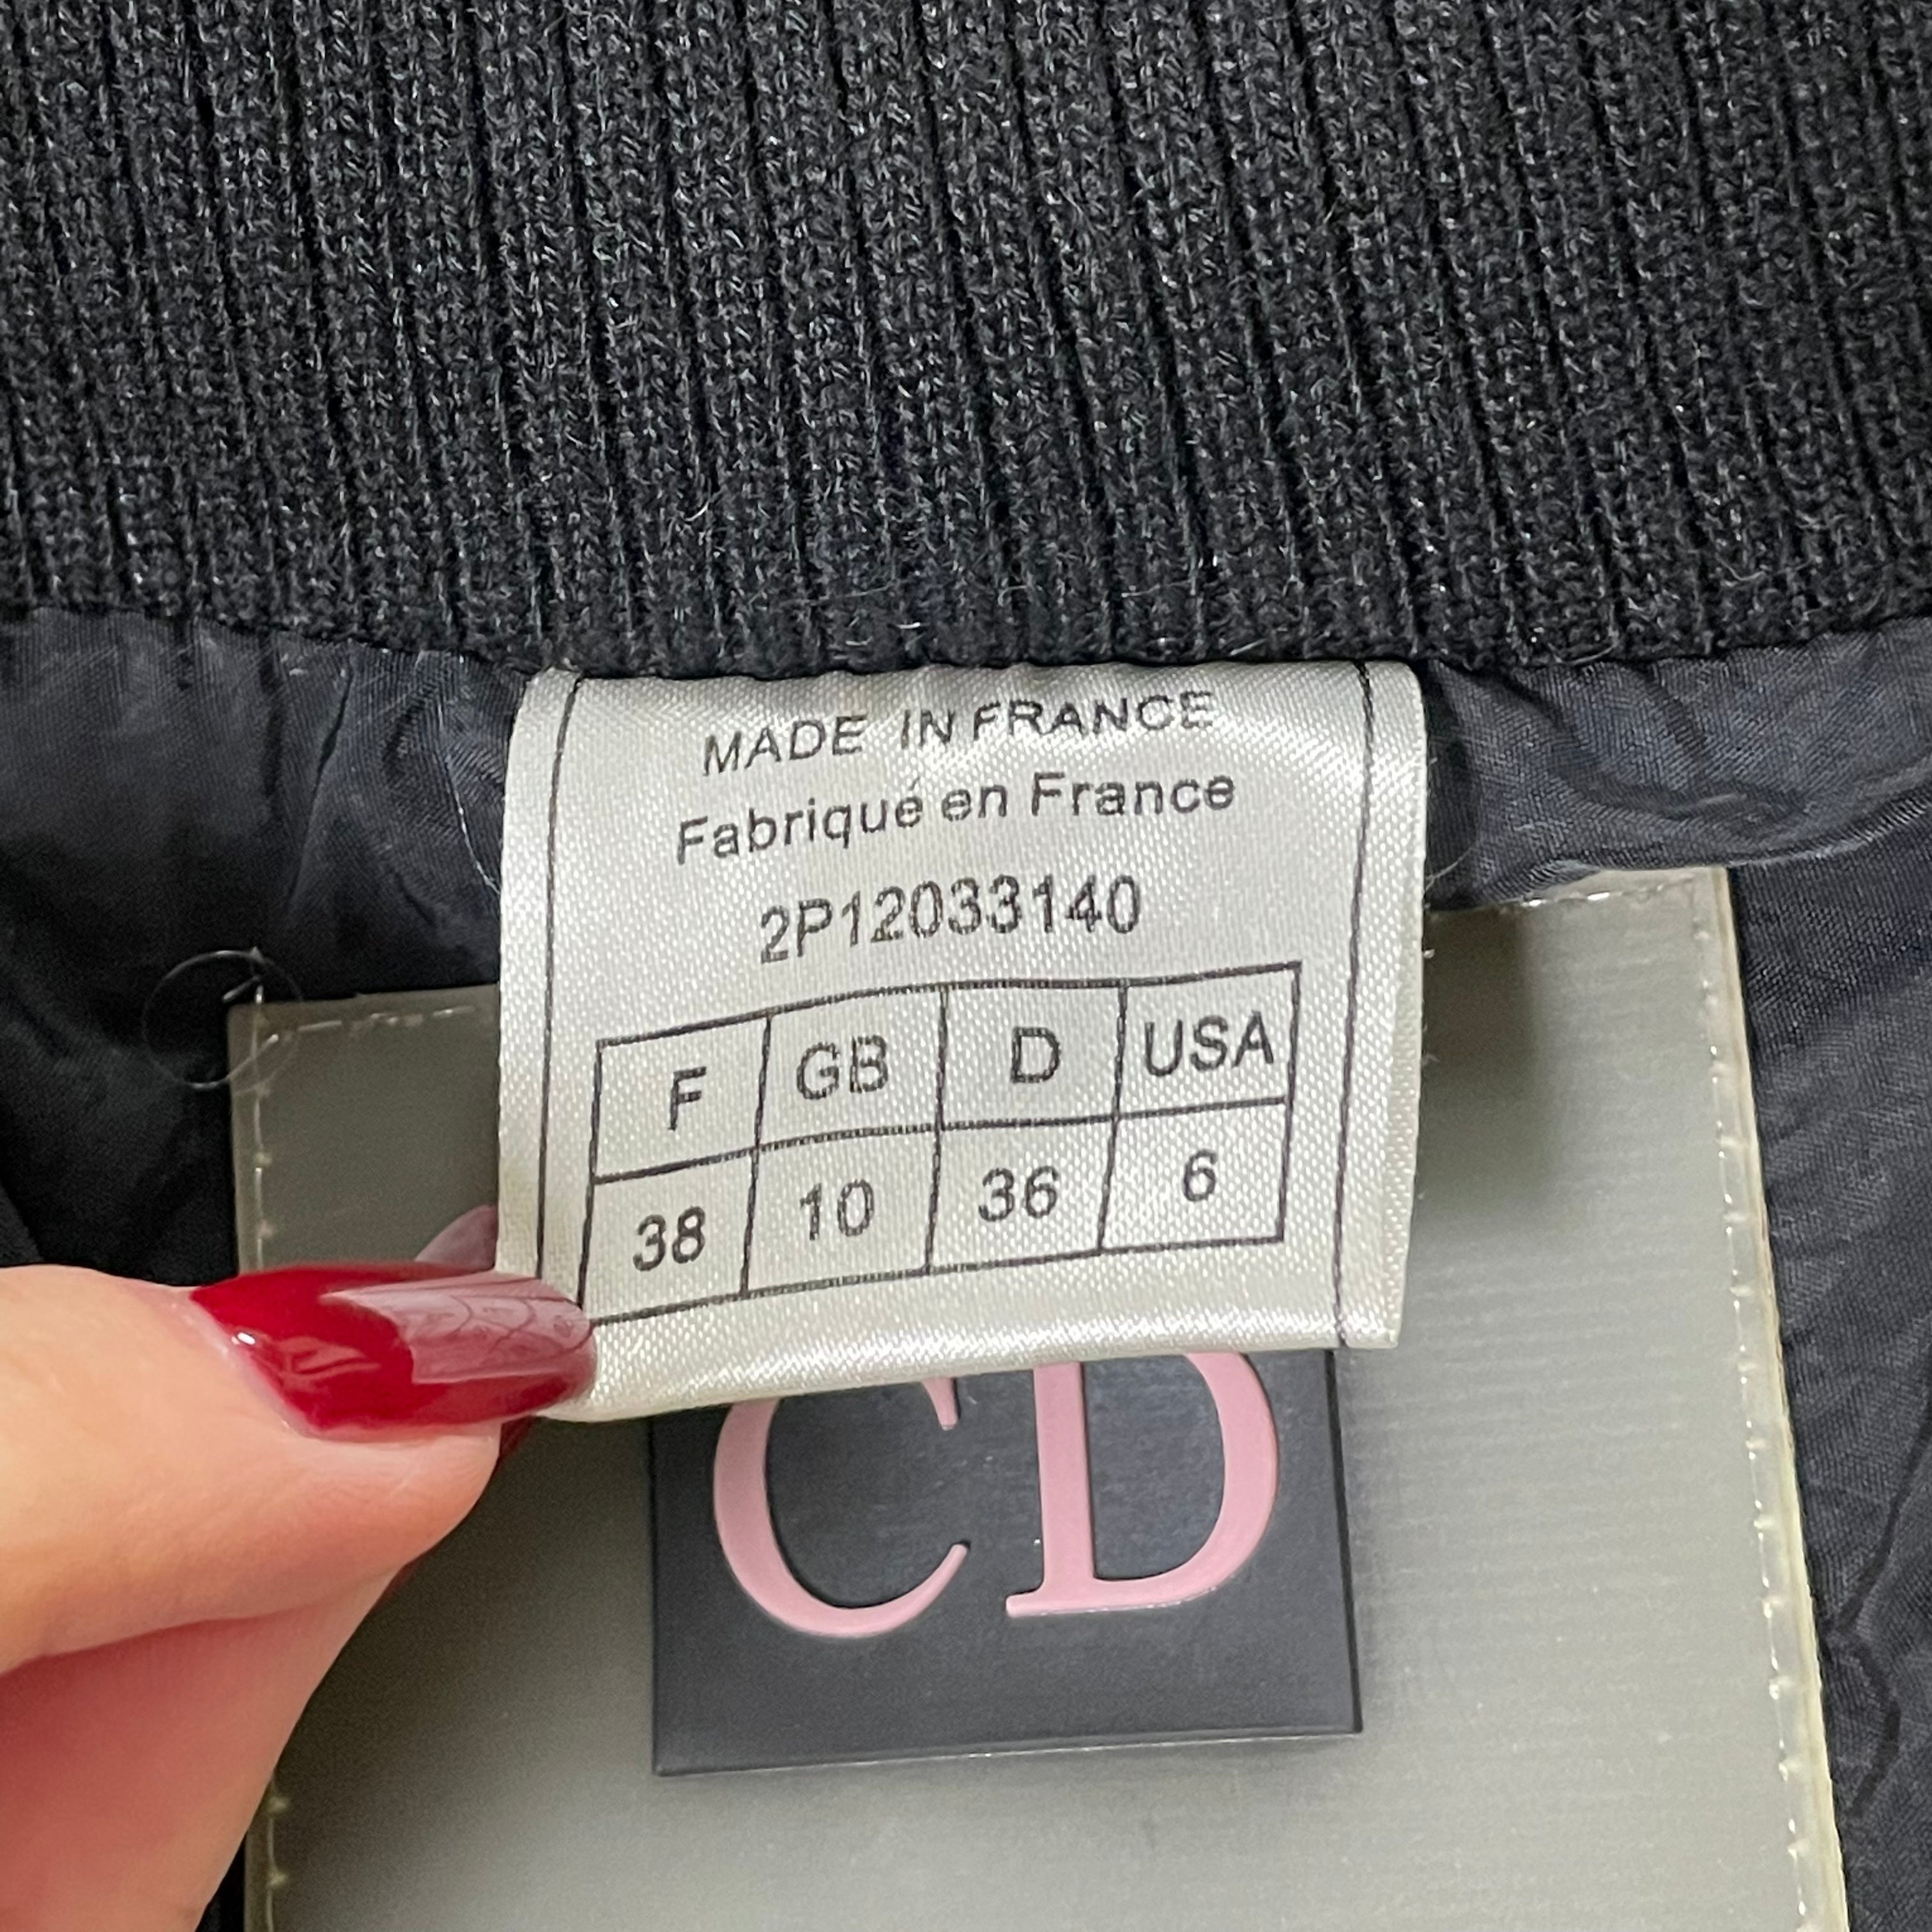 MADE IN FRANCE
Fabriqué en France
2P12033140
F GB D USA
38 10 36 6
CD